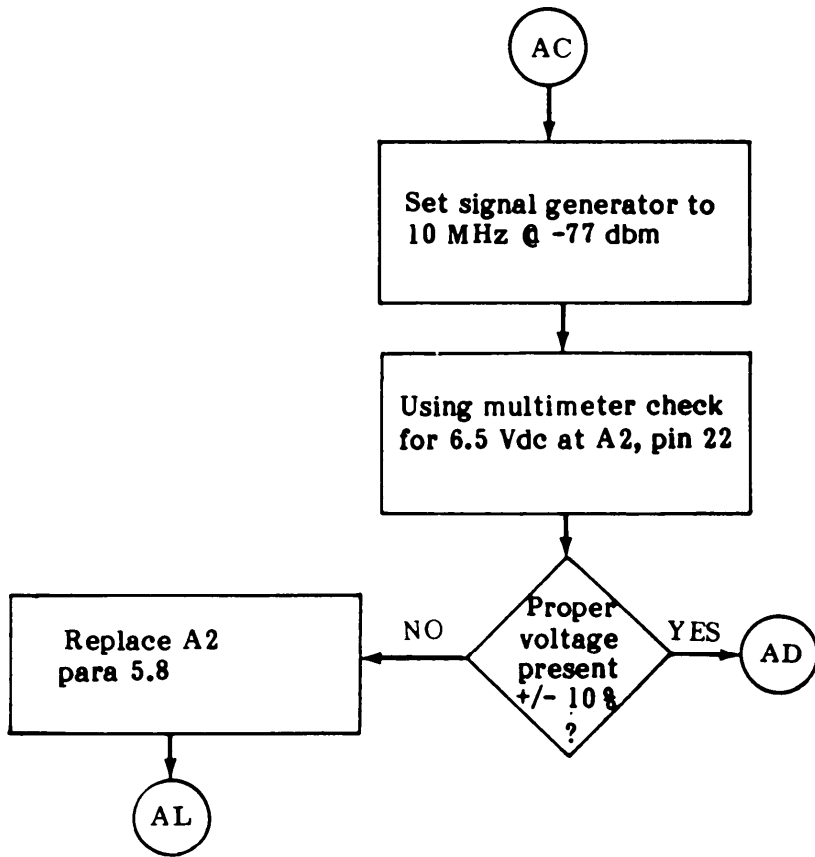 AC
Set signal generator to
10 MHz @ -77 dbm
Using multimeter check
for 6.5 Vdc at A2, pin 22
Proper
voltage
present
+/- 10%
?
NO
YES
Replace A2
para 5.8
AD
AL